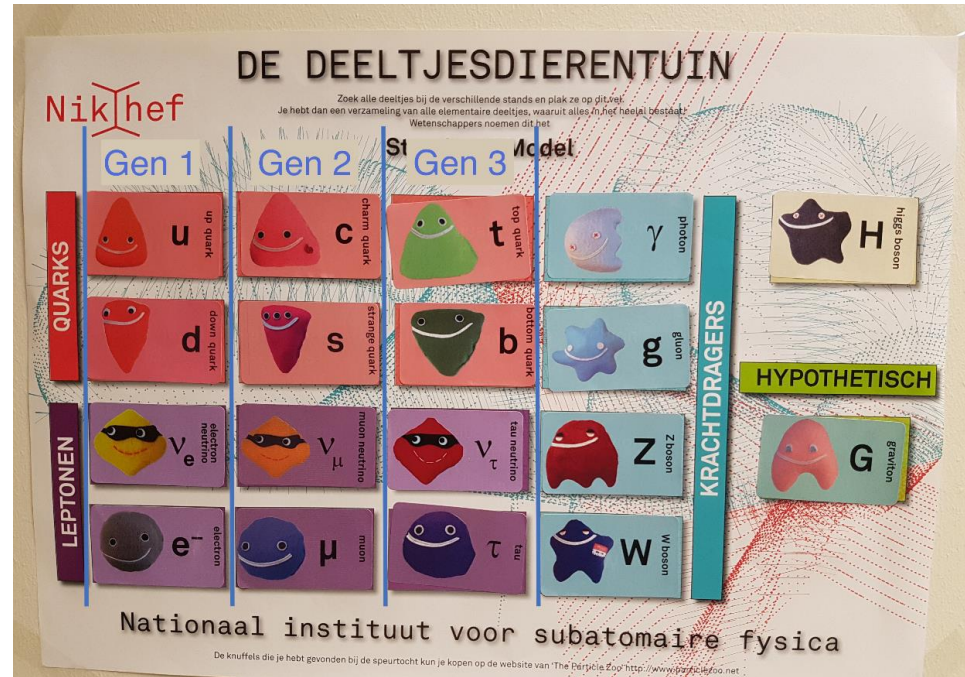 DE DEELTJESDIERENTUIN
Nikhef
Zoek alle deeltjes bij de verschillende stands en plak ze op dit vel.
Je hebt dan een verzameling van alle elementaire deeltjes, waaruit alles in het heelal bestaat!
Wetenschappers noemen dit het
St Model
Gen 1 Gen 2 Gen 3
QUARKS
u up quark
c charm quark
t top quark
γ photon
H higgs boson
d down quark
s strange quark
b bottom quark
g gluon
KRACHTDRAGERS
HYPOTHETISCH
LEPTONEN
νe electron neutrino
νμ muon neutrino
ντ tau neutrino
Z Z boson
G graviton
e− electron
μ muon
τ tau
W W boson
Nationaal instituut voor subatomaire fysica
De knuffels die je hebt gevonden bij de speurtocht kun je kopen op de website van 'The Particle Zoo' http://www.particlezoo.net